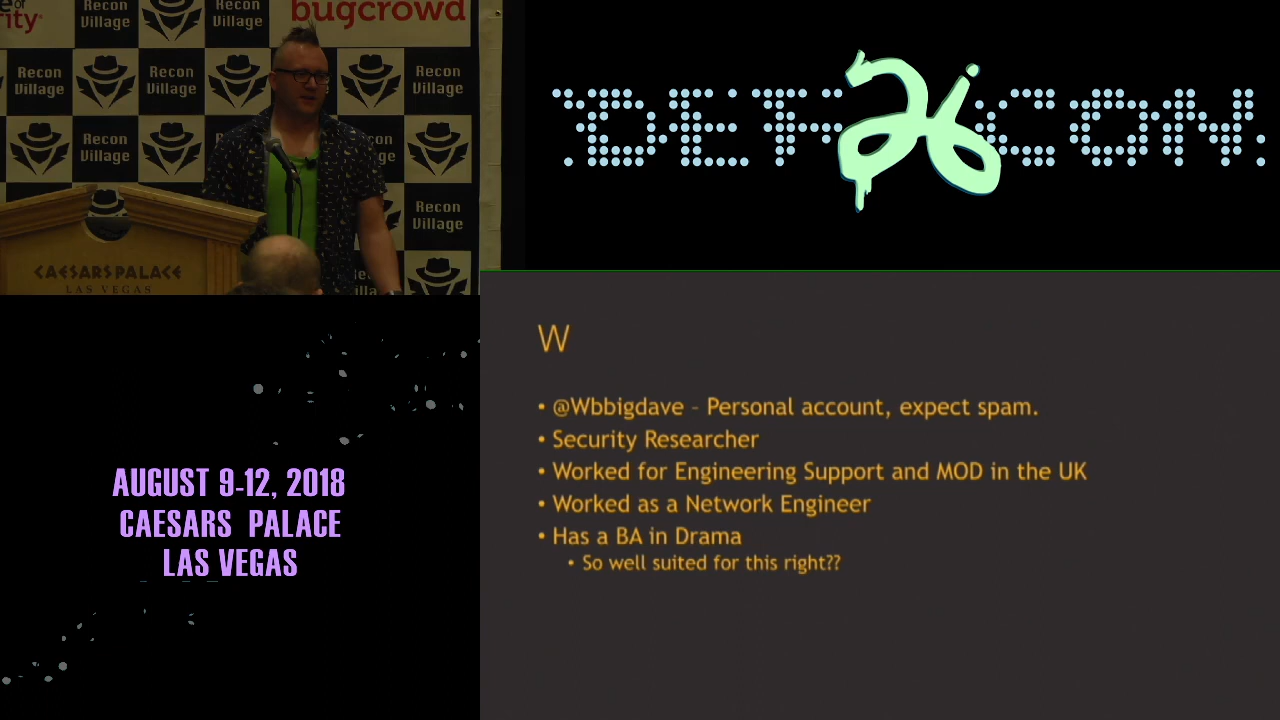 bugcrowd
Recon
Village
Recon
Village
Recon
Village
Recon
Village
Recon
Village
Recon
Village
Recon
Village
CAESARS PALACE
LAS VEGAS
DEF 26 CON
AUGUST 9-12, 2018
CAESARS PALACE
LAS VEGAS
W
• @Wbbigdave – Personal account, expect spam.
• Security Researcher
• Worked for Engineering Support and MOD in the UK
• Worked as a Network Engineer
• Has a BA in Drama
• So well suited for this right??